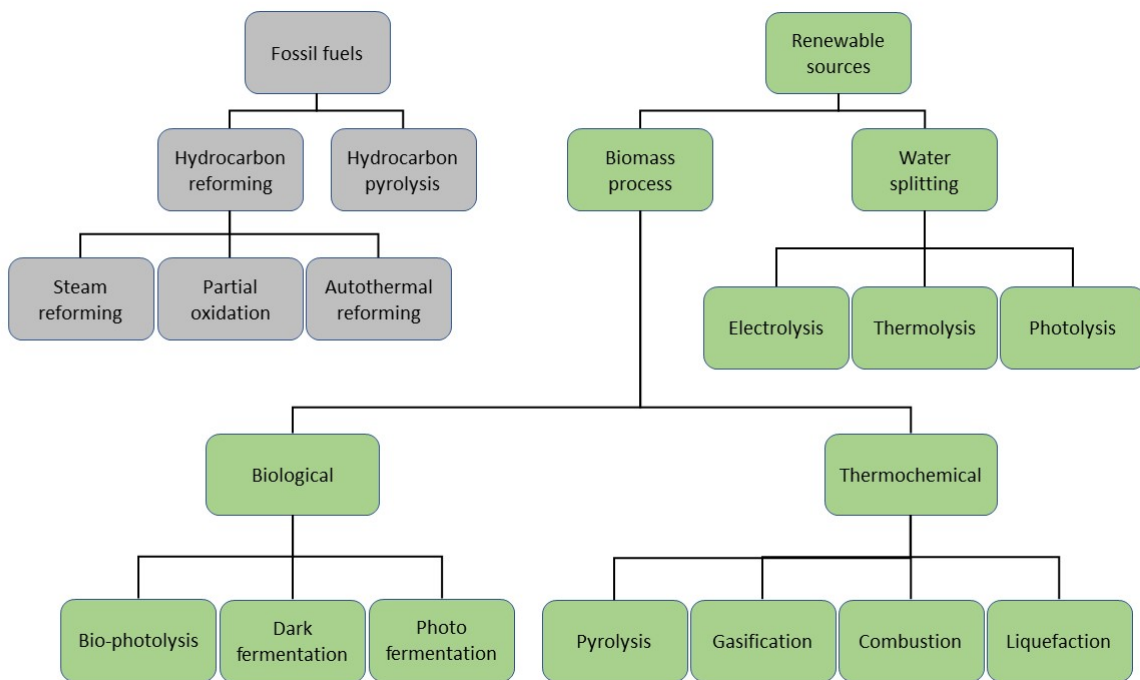 Fossil fuels
Renewable
sources
Hydrocarbon
reforming
Hydrocarbon
pyrolysis
Biomass
process
Water
splitting
Steam
reforming
Partial
oxidation
Autothermal
reforming
Electrolysis
Thermolysis
Photolysis
Biological
Thermochemical
Bio-photolysis
Dark
fermentation
Photo
fermentation
Pyrolysis
Gasification
Combustion
Liquefaction